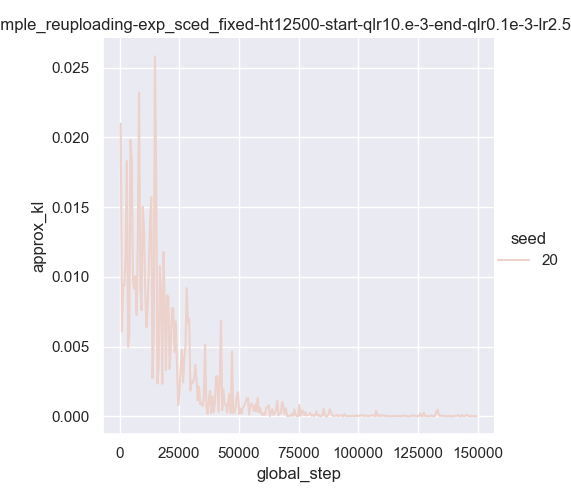 mple_reuploading-exp_sced_fixed-ht12500-start-qlr10.e-3-end-qlr0.1e-3-lr2.5
0.025
0.020
0.015
0.010
0.005
0.000
approx_kl
0 25000 50000 75000 100000 125000 150000
global_step
seed
20